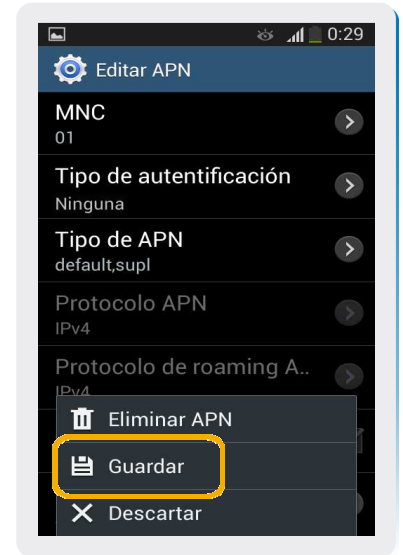 0:29
Editar APN
MNC
01
Tipo de autentificación
Ninguna
Tipo de APN
default,supl
Protocolo APN
IPv4
Protocolo de roaming A..
IPv4
Eliminar APN
Guardar
Descartar